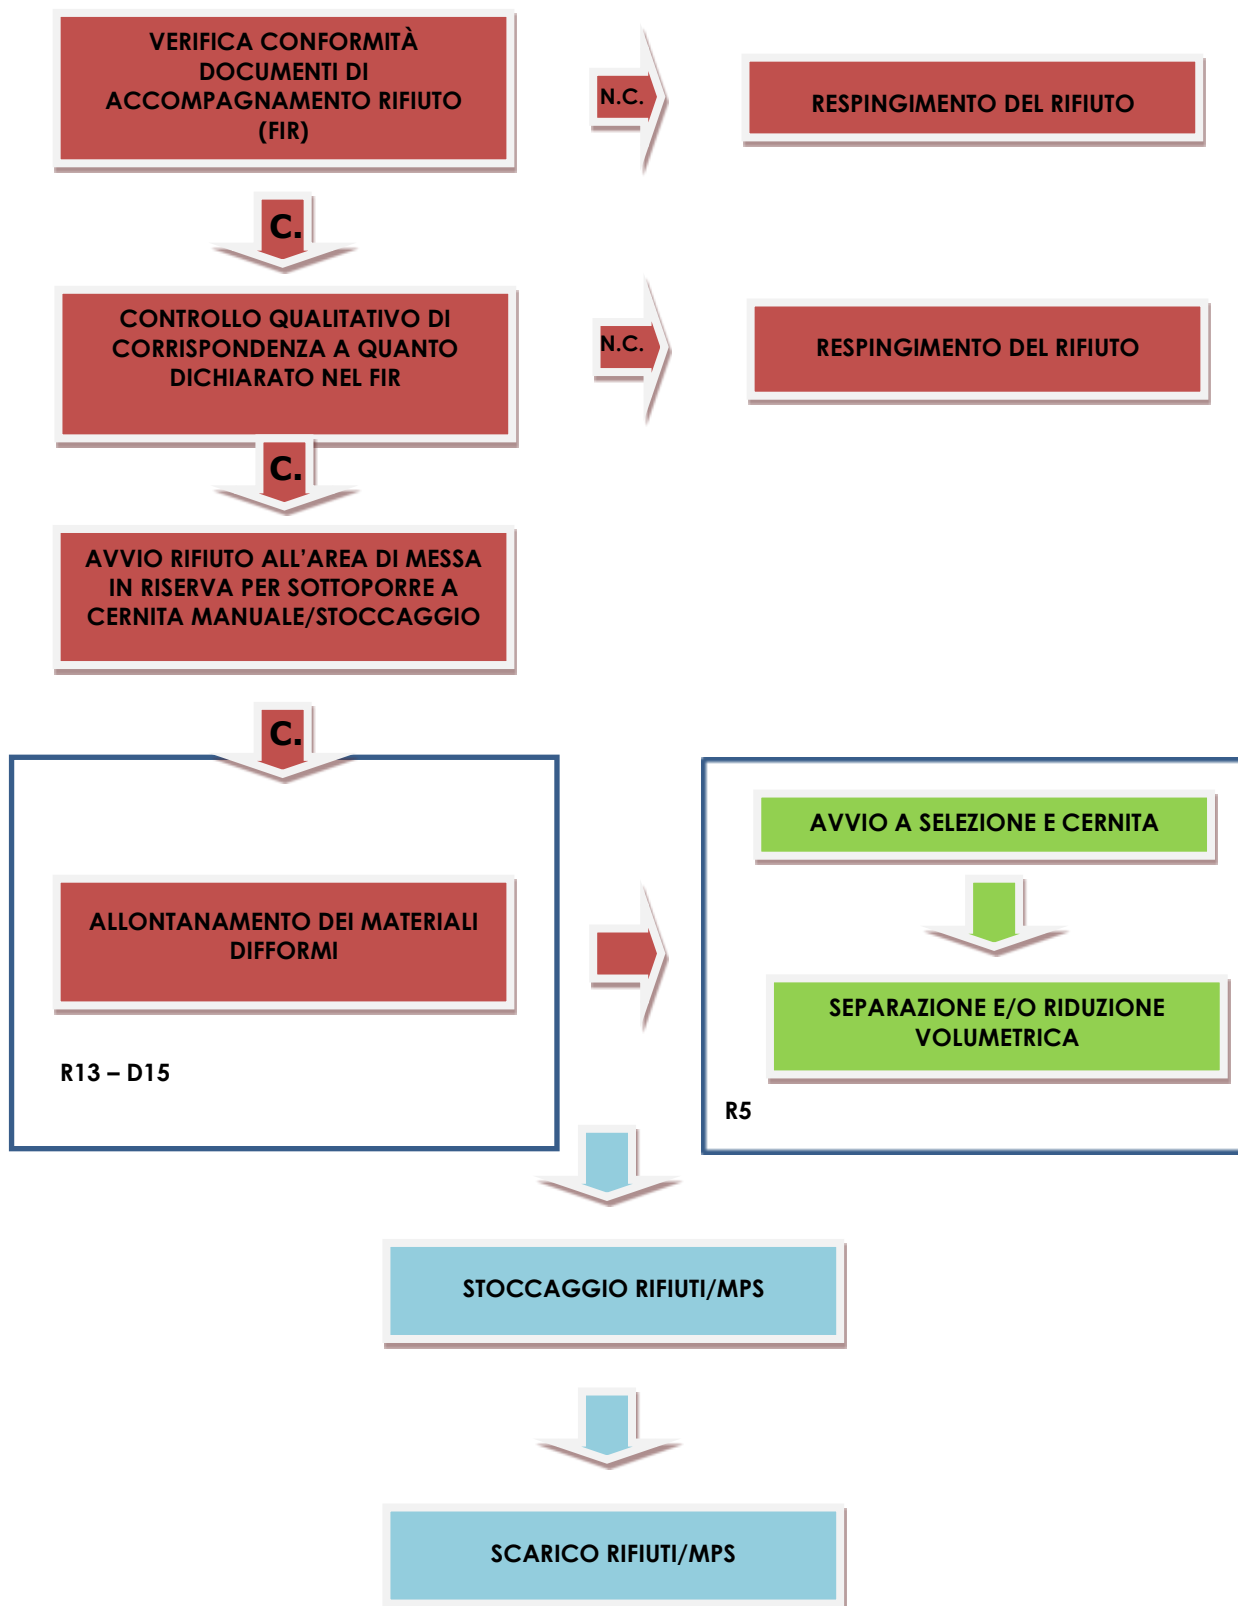 VERIFICA CONFORMITÀ
DOCUMENTI DI
ACCOMPAGNAMENTO RIFIUTO
(FIR)
N.C.
RESPINGIMENTO DEL RIFIUTO
C.
CONTROLLO QUALITATIVO DI
CORRISPONDENZA A QUANTO
DICHIARATO NEL FIR
N.C.
RESPINGIMENTO DEL RIFIUTO
C.
AVVIO RIFIUTO ALL’AREA DI MESSA
IN RISERVA PER SOTTOPORRE A
CERNITA MANUALE/STOCCAGGIO
C.
ALLONTANAMENTO DEI MATERIALI
DIFFORMI
R13 – D15
AVVIO A SELEZIONE E CERNITA
SEPARAZIONE E/O RIDUZIONE
VOLUMETRICA
R5
STOCCAGGIO RIFIUTI/MPS
SCARICO RIFIUTI/MPS